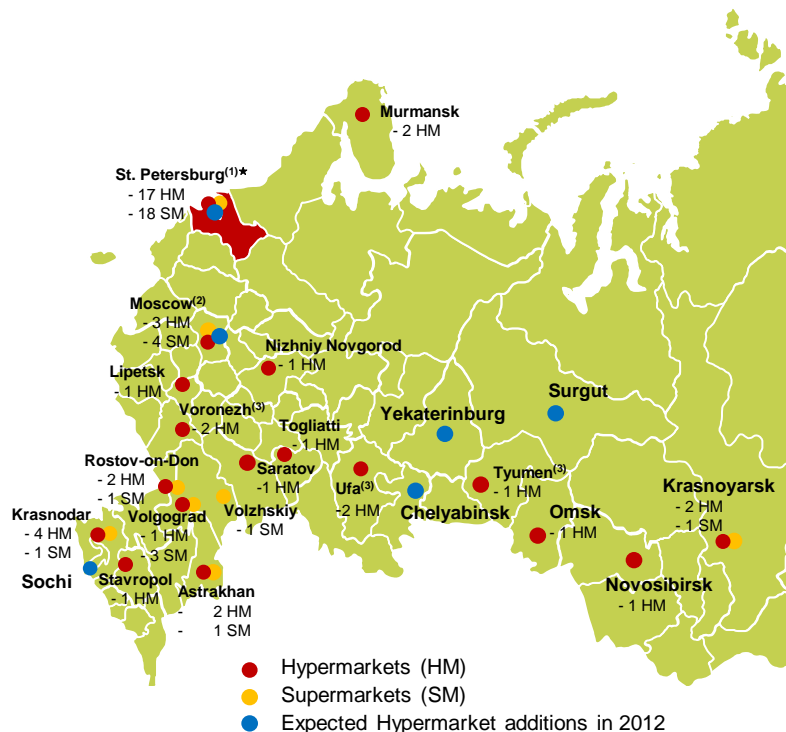 Murmansk
- 2 HM
St. Petersburg(1)*
- 17 HM
- 18 SM
Moscow(2)
- 3 HM
- 4 SM
Nizhniy Novgorod
- 1 HM
Lipetsk
- 1 HM
Voronezh(3)
- 2 HM
Togliatti
- 1 HM
Yekaterinburg
Surgut
Rostov-on-Don
- 2 HM
- 1 SM
Saratov
-1 HM
Ufa(3)
-2 HM
Tyumen(3)
- 1 HM
Krasnoyarsk
- 2 HM
- 1 SM
Volgograd
- 1 HM
- 3 SM
Volzhskiy
- 1 SM
Chelyabinsk
Omsk
- 1 HM
Krasnodar
- 4 HM
- 1 SM
Sochi
Stavropol
- 1 HM
Astrakhan
- 2 HM
- 1 SM
Novosibirsk
- 1 HM
Hypermarkets (HM)
Supermarkets (SM)
Expected Hypermarket additions in 2012